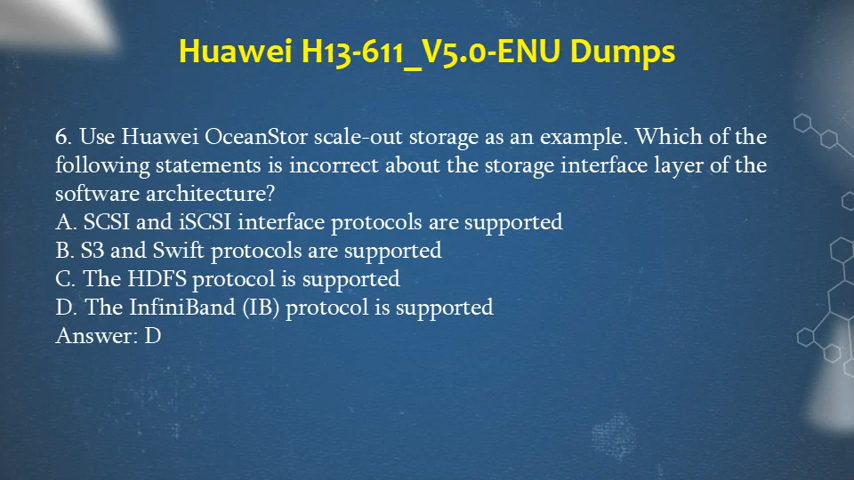 Huawei H13-611_V5.0-ENU Dumps
6. Use Huawei OceanStor scale-out storage as an example. Which of the
following statements is incorrect about the storage interface layer of the
software architecture?
A. SCSI and iSCSI interface protocols are supported
B. S3 and Swift protocols are supported
C. The HDFS protocol is supported
D. The InfiniBand (IB) protocol is supported
Answer: D